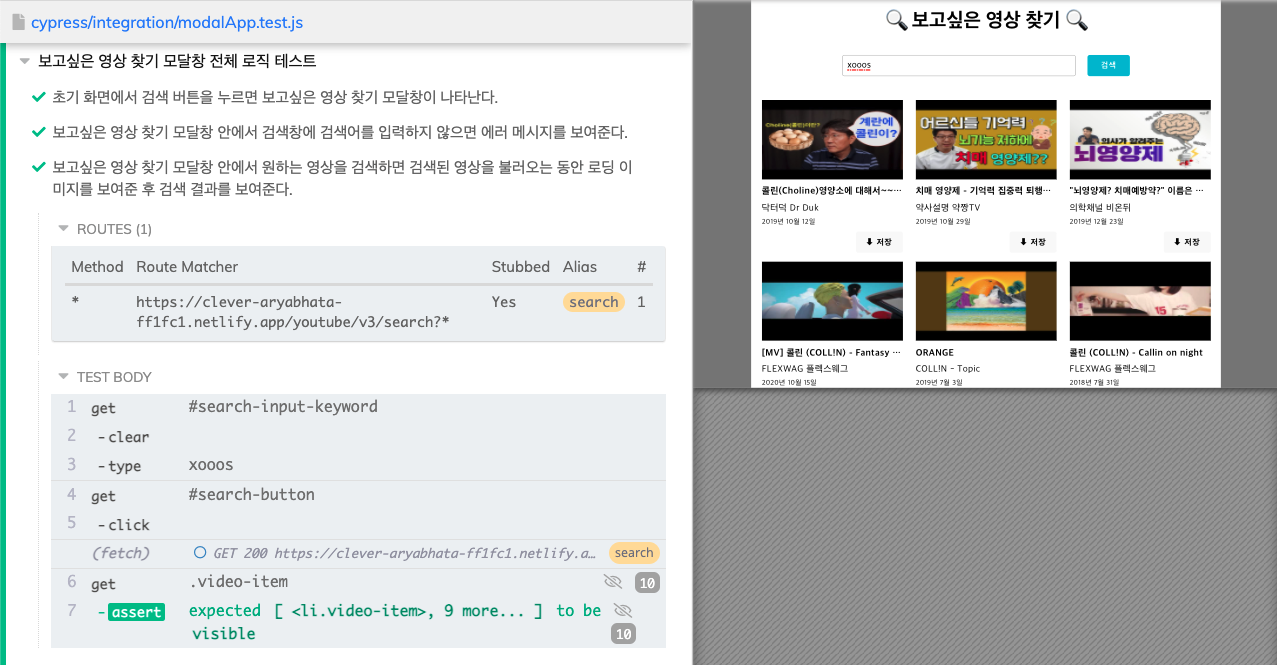 cypress/integration/modalApp.test.js
보고싶은 영상 찾기 모달창 전체 로직 테스트
초기 화면에서 검색 버튼을 누르면 보고싶은 영상 찾기 모달창이 나타난다.
보고싶은 영상 찾기 모달창 안에서 검색창에 검색어를 입력하지 않으면 에러 메시지를 보여준다.
보고싶은 영상 찾기 모달창 안에서 원하는 영상을 검색하면 검색된 영상을 불러오는 동안 로딩 이
미지를 보여준 후 검색 결과를 보여준다.
ROUTES (1)
Method Route Matcher Stubbed Alias #
* https://clever-aryabhata- Yes search 1
ff1fc1.netlify.app/youtube/v3/search?*
TEST BODY
1 get #search-input-keyword
2 -clear
3 -type xooos
4 get #search-button
5 -click
(fetch) GET 200 https://clever-aryabhata-ff1fc1.netlify.a… search
6 get .video-item 10
7 -assert expected [ <li.video-item>, 9 more... ] to be
visible 10
보고싶은 영상 찾기
xooos 검색
Choline(콜린)이란?
계란에
콜린이?
어르신들 기억력
뇌기능 저하에
치매 영양제??
의사가 알려주는
뇌영양제
콜린(Choline)영양소에 대해서~~… 치매 영양제 - 기억력 집중력 퇴행… "뇌영양제? 치매예방약?" 이름은 …
닥터덕 Dr Duk 약사설명 약짱TV 의학채널 비온뒤
2019년 10월 12일 2019년 10월 29일 2019년 12월 23일
⬇ 저장 ⬇ 저장 ⬇ 저장
15
[MV] 콜린 (COLL!N) - Fantasy … ORANGE 콜린 (COLL!N) - Callin on night
FLEXWAG 플렉스웨그 COLL!N - Topic FLEXWAG 플렉스웨그
2020년 10월 15일 2019년 7월 3일 2018년 7월 31일